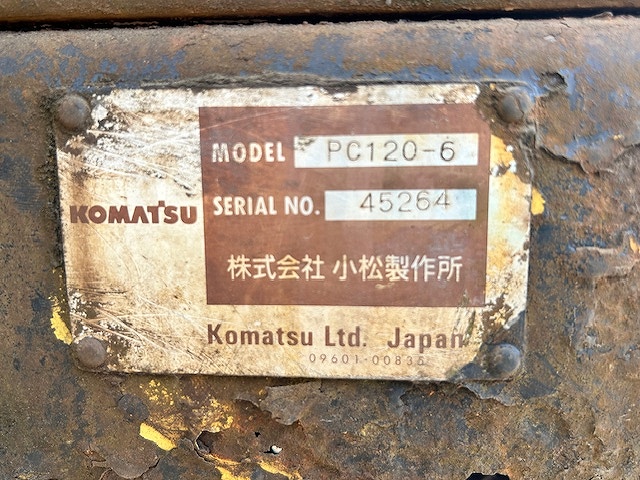 MODEL PC120-6
KOMATSU
SERIAL NO. 45264
株式会社 小松製作所
Komatsu Ltd. Japan
09601-00835